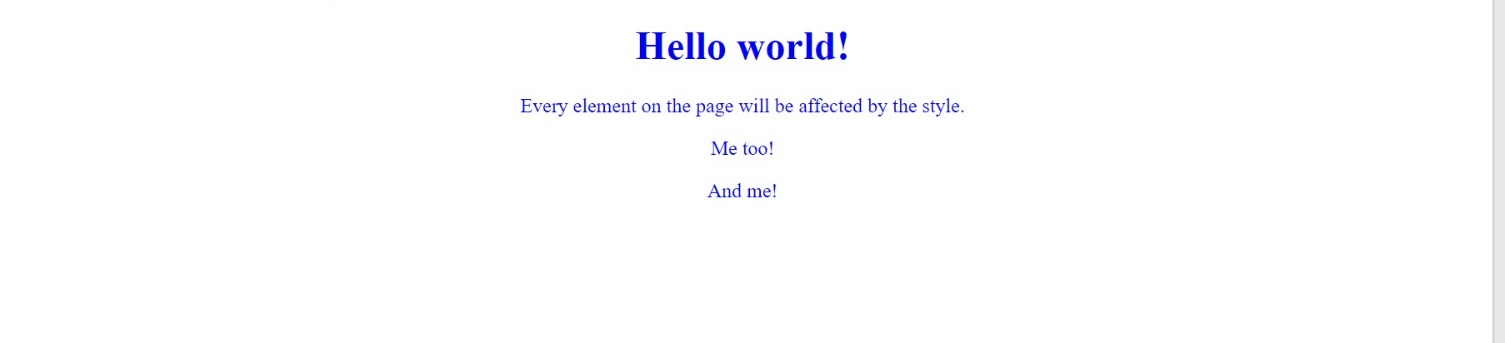 Hello world!
Every element on the page will be affected by the style.
Me too!
And me!